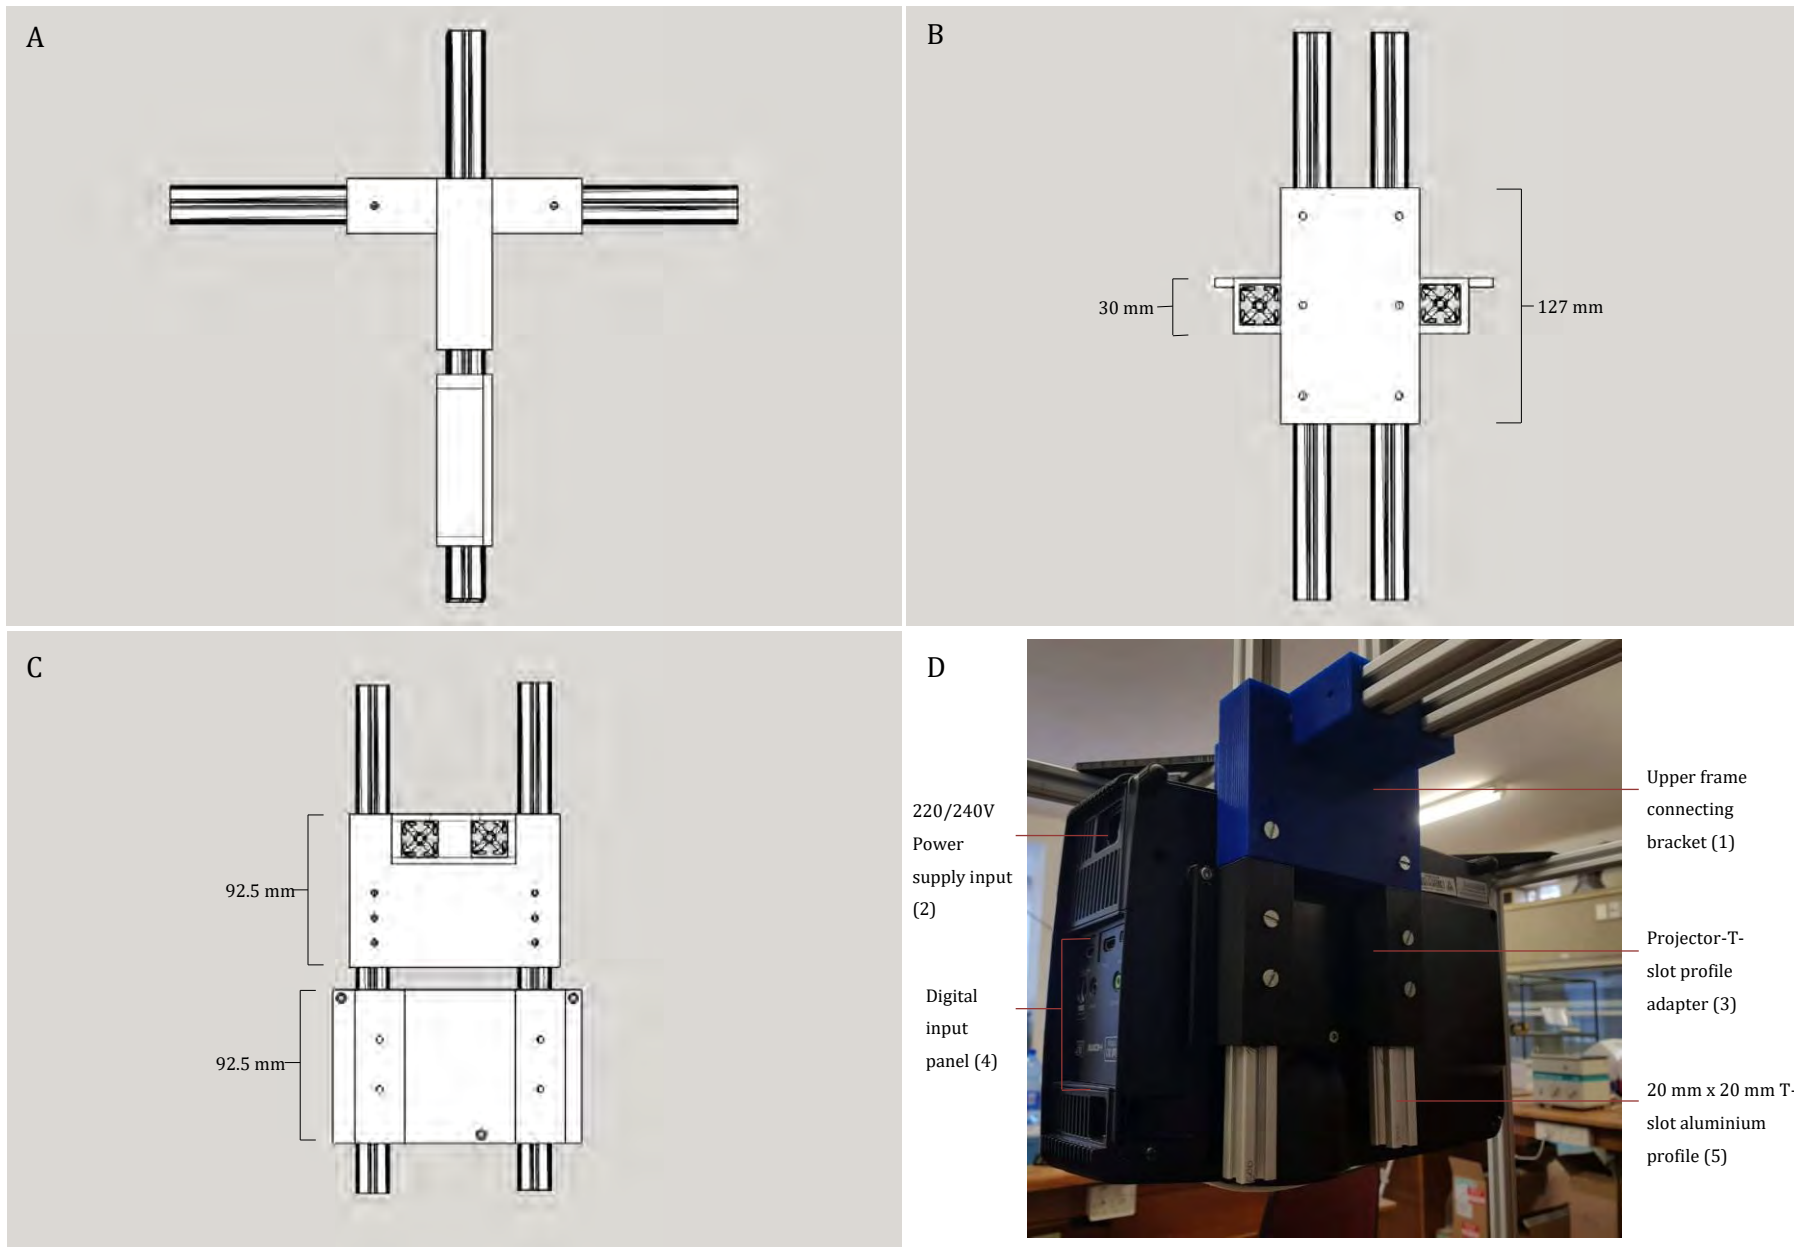 A
B
30 mm
127 mm
C
92.5 mm
92.5 mm
D
220/240V
Power
supply input
(2)
Digital
input
panel (4)
Upper frame
connecting
bracket (1)
Projector-T-
slot profile
adapter (3)
20 mm x 20 mm T-
slot aluminium
profile (5)